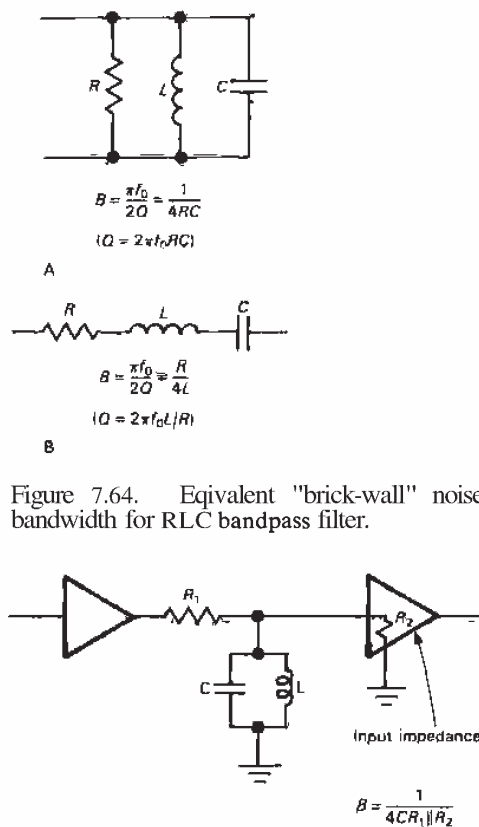 R L C
B = πf₀/2Q = 1/4RC
(Q = 2πf₀RC)
A
R L C
B = πf₀/2Q = R/4L
(Q = 2πf₀L/R)
B
Figure 7.64. Eqivalent "brick-wall" noise
bandwidth for RLC bandpass filter.
R₁
R₂
C L
input impedance
B = 1/4CR₁||R₂